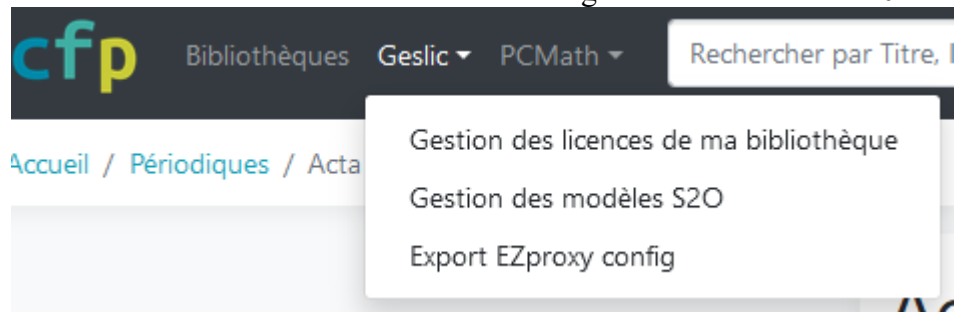 cfp Bibliothèques Geslic PCMath Rechercher par Titre,
Gestion des licences de ma bibliothèque
Accueil / Périodiques / Acta
Gestion des modèles S2O
Export EZproxy config